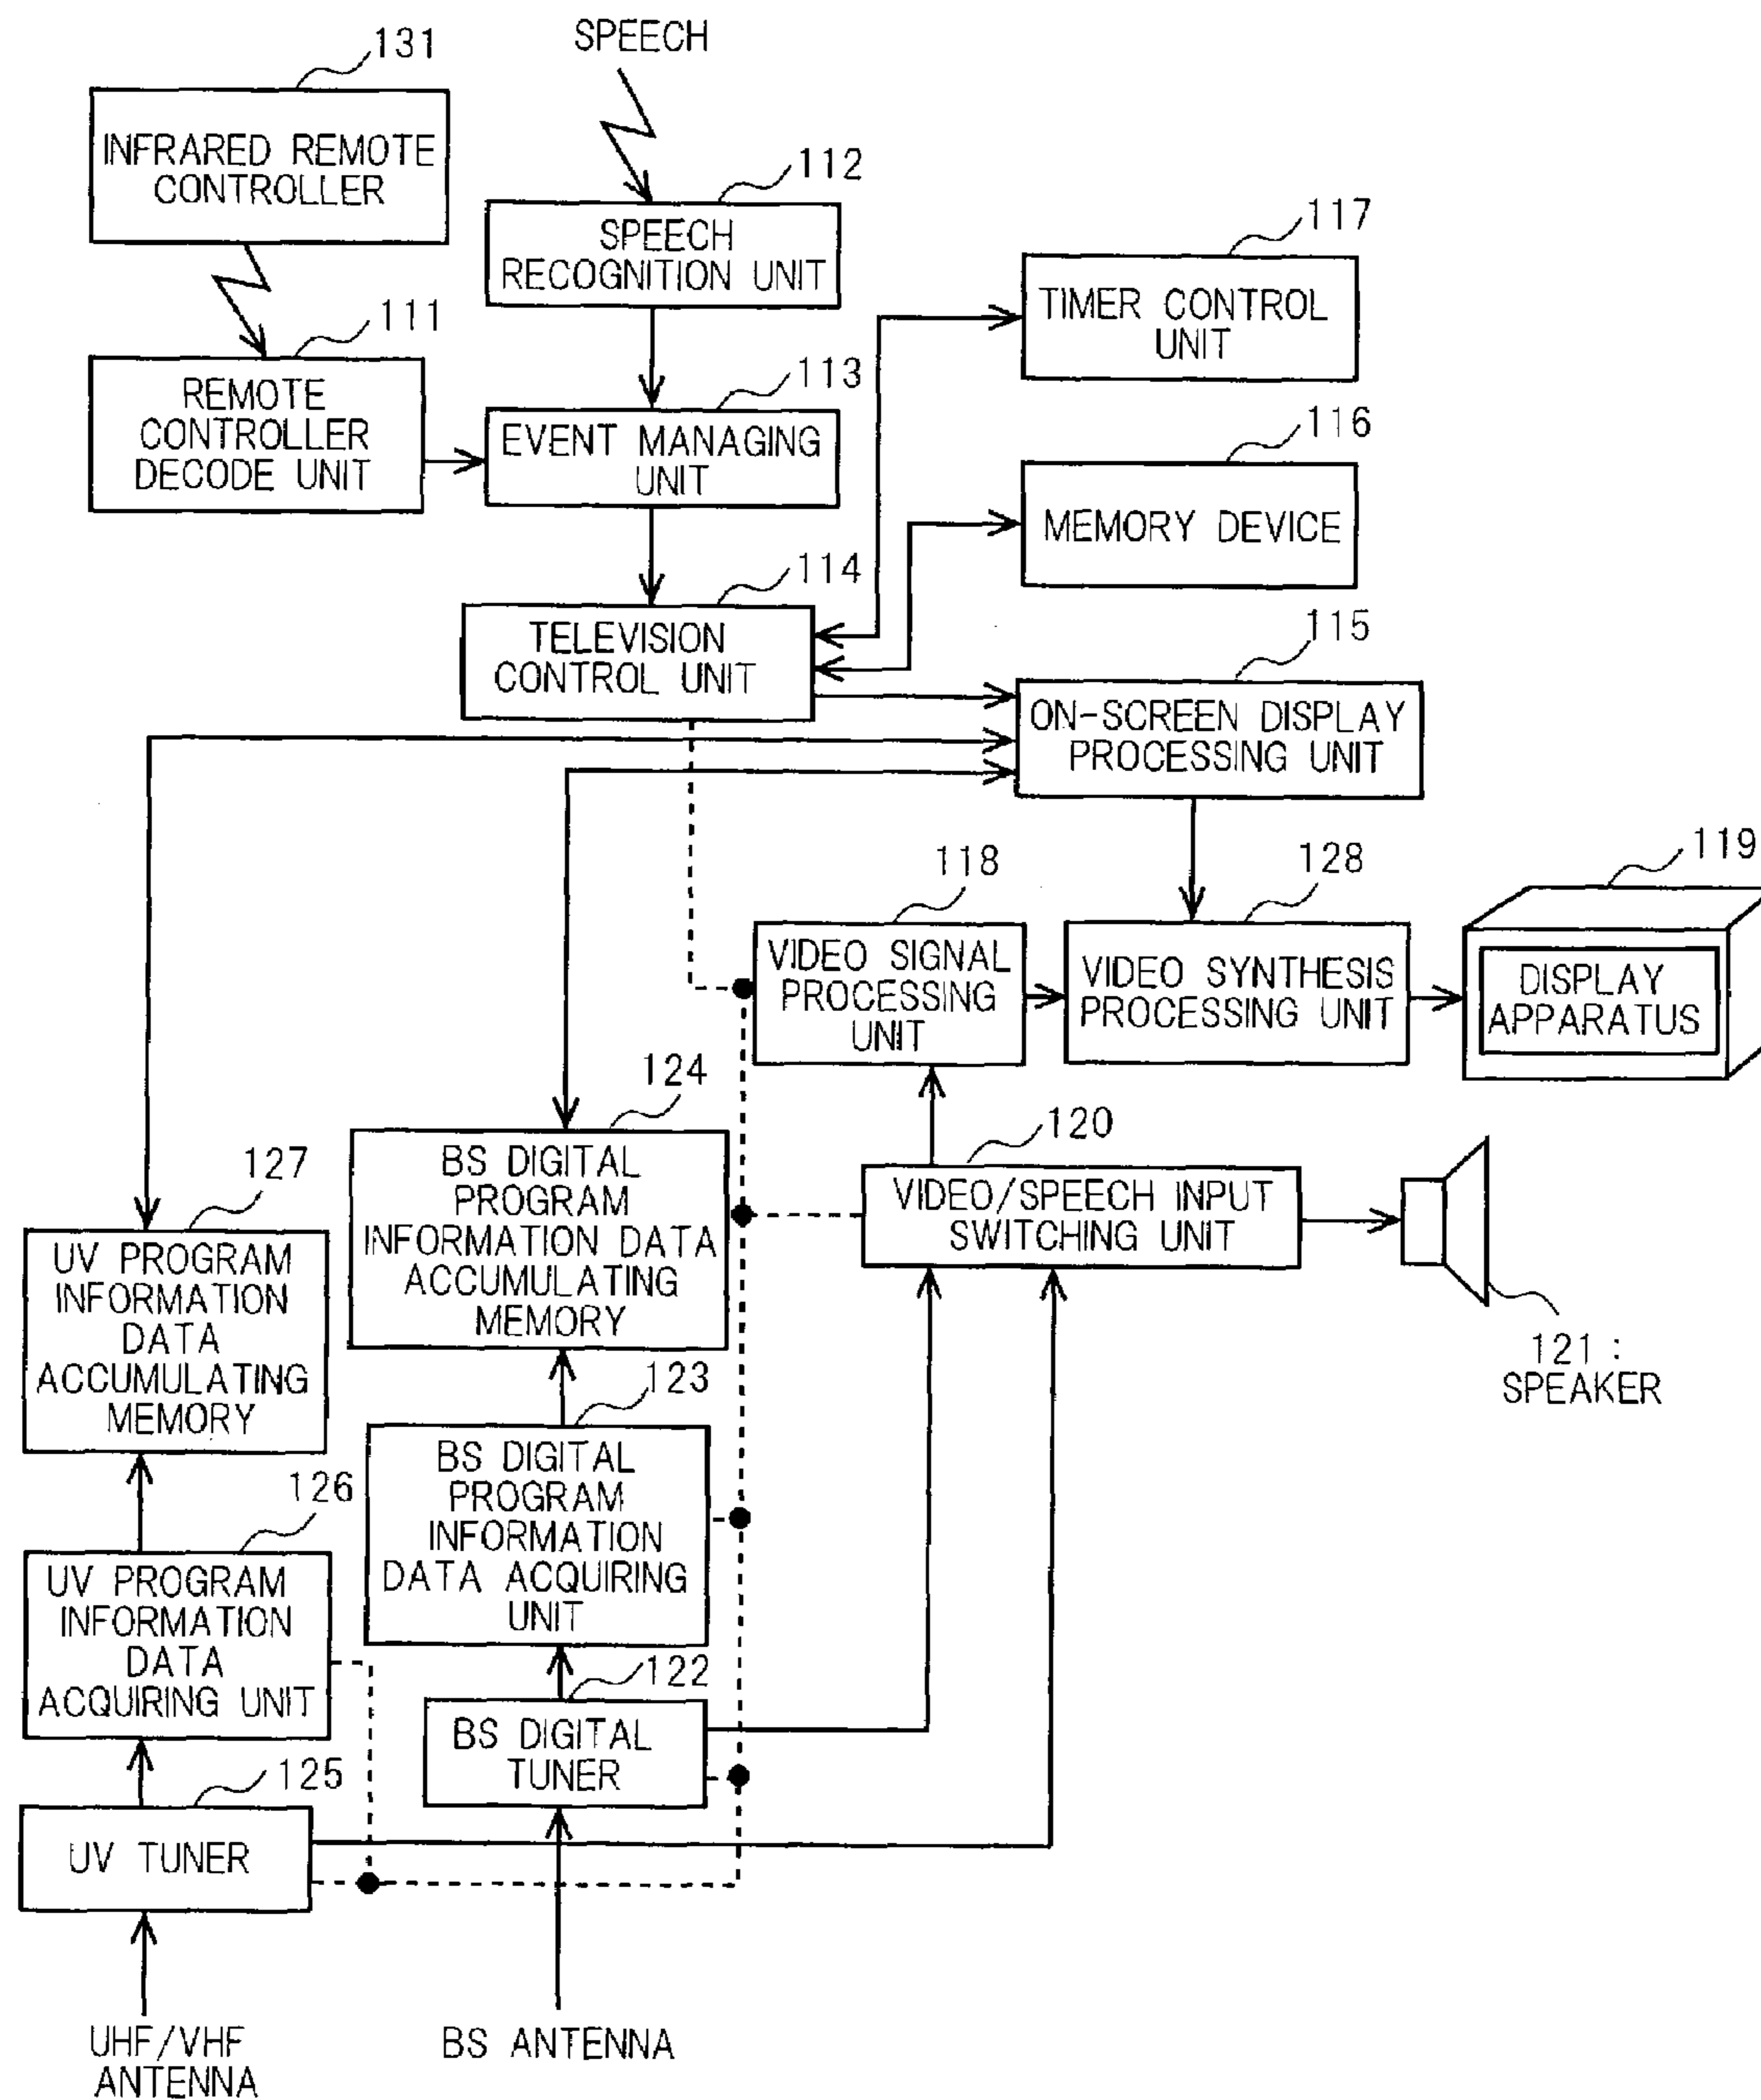 131
INFRARED REMOTE
CONTROLLER
SPEECH
112
SPEECH
RECOGNITION UNIT
117
TIMER CONTROL
UNIT
111
REMOTE
CONTROLLER
DECODE UNIT
113
EVENT MANAGING
UNIT
116
MEMORY DEVICE
114
TELEVISION
CONTROL UNIT
115
ON-SCREEN DISPLAY
PROCESSING UNIT
118
VIDEO SIGNAL
PROCESSING
UNIT
128
VIDEO SYNTHESIS
PROCESSING UNIT
119
DISPLAY
APPARATUS
124
BS DIGITAL
PROGRAM
INFORMATION DATA
ACCUMULATING
MEMORY
120
VIDEO/SPEECH INPUT
SWITCHING UNIT
127
UV PROGRAM
INFORMATION
DATA
ACCUMULATING
MEMORY
121 :
SPEAKER
123
BS DIGITAL
PROGRAM
INFORMATION
DATA ACQUIRING
UNIT
126
UV PROGRAM
INFORMATION
DATA
ACQUIRING UNIT
122
BS DIGITAL
TUNER
125
UV TUNER
UHF/VHF
ANTENNA
BS ANTENNA